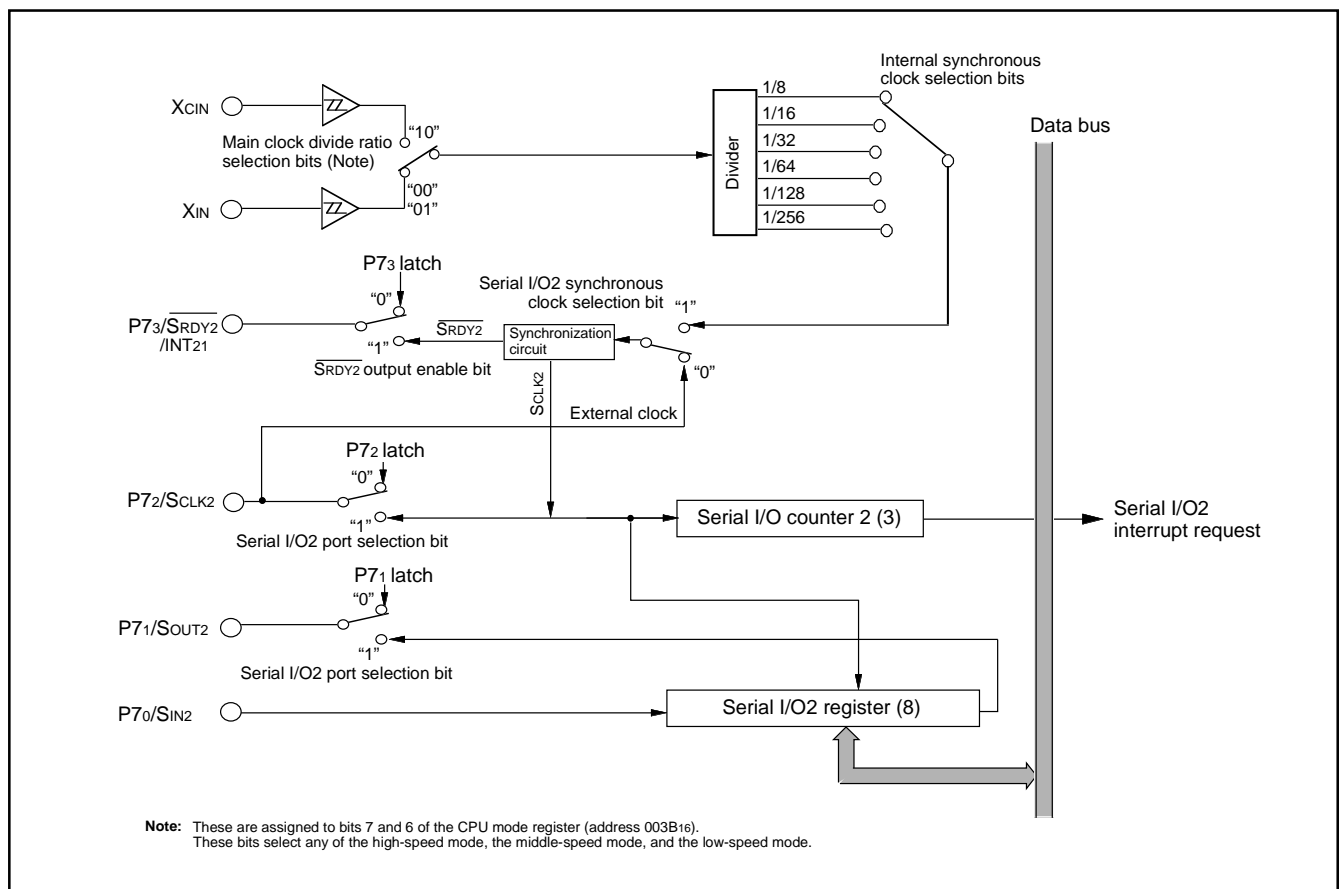 XCIN
Main clock divide ratio
selection bits (Note)
“10”
“00”
“01”
XIN
Divider
1/8
1/16
1/32
1/64
1/128
1/256
Internal synchronous
clock selection bits
Data bus
P73 latch
“0”
P73/SRDY2
/INT21
“1”
SRDY2
SRDY2 output enable bit
Serial I/O2 synchronous
clock selection bit
“1”
Synchronization
circuit
“0”
SCLK2
External clock
P72 latch
“0”
P72/SCLK2
“1”
Serial I/O2 port selection bit
Serial I/O counter 2 (3)
Serial I/O2
interrupt request
P71 latch
“0”
P71/SOUT2
“1”
Serial I/O2 port selection bit
P70/SIN2
Serial I/O2 register (8)
Note: These are assigned to bits 7 and 6 of the CPU mode register (address 003B16).
These bits select any of the high-speed mode, the middle-speed mode, and the low-speed mode.